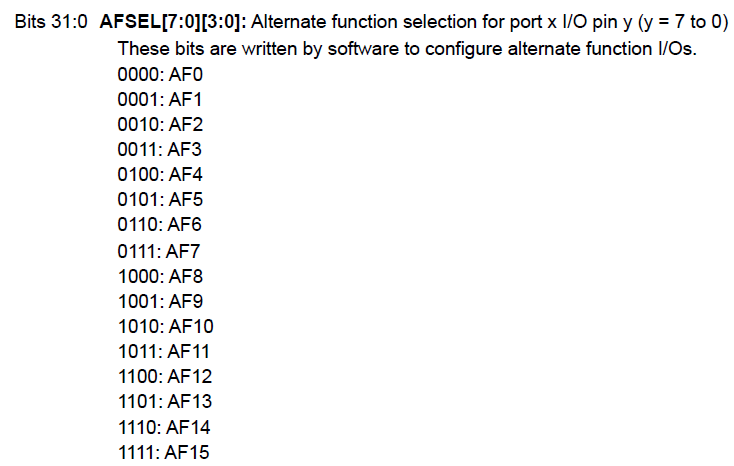 Bits 31:0 AFSEL[7:0][3:0]: Alternate function selection for port x I/O pin y (y = 7 to 0)
These bits are written by software to configure alternate function I/Os.
0000: AF0
0001: AF1
0010: AF2
0011: AF3
0100: AF4
0101: AF5
0110: AF6
0111: AF7
1000: AF8
1001: AF9
1010: AF10
1011: AF11
1100: AF12
1101: AF13
1110: AF14
1111: AF15